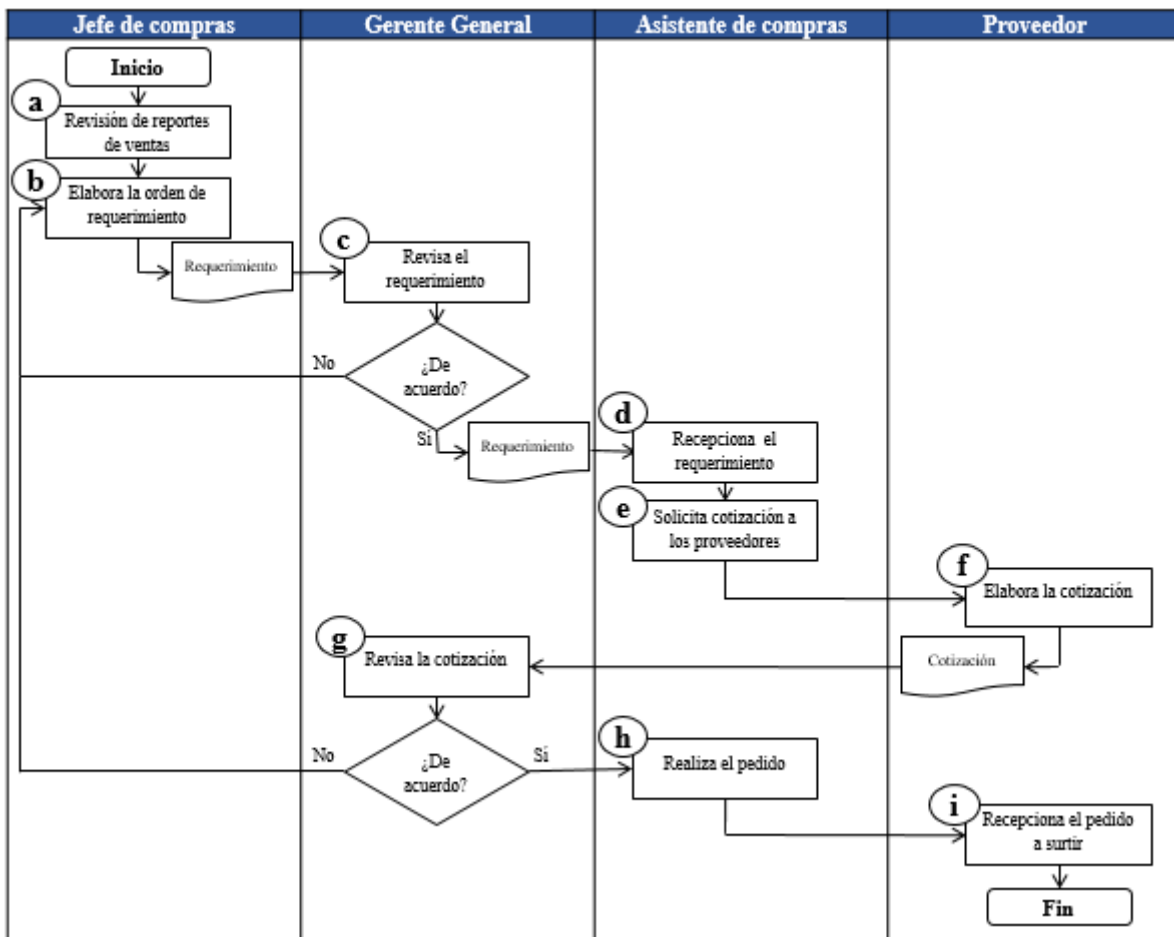 Jefe de compras
Gerente General
Asistente de compras
Proveedor
Inicio
a
Revisión de reportes
de ventas
b
Elabora la orden de
requerimiento
Requerimiento
c
Revisa el
requerimiento
¿De
acuerdo?
No
Si
Requerimiento
d
Recepciona el
requerimiento
e
Solicita cotización a
los proveedores
f
Elabora la cotización
Cotización
g
Revisa la cotización
¿De
acuerdo?
No
Sí
h
Realiza el pedido
i
Recepciona el pedido
a surtir
Fin